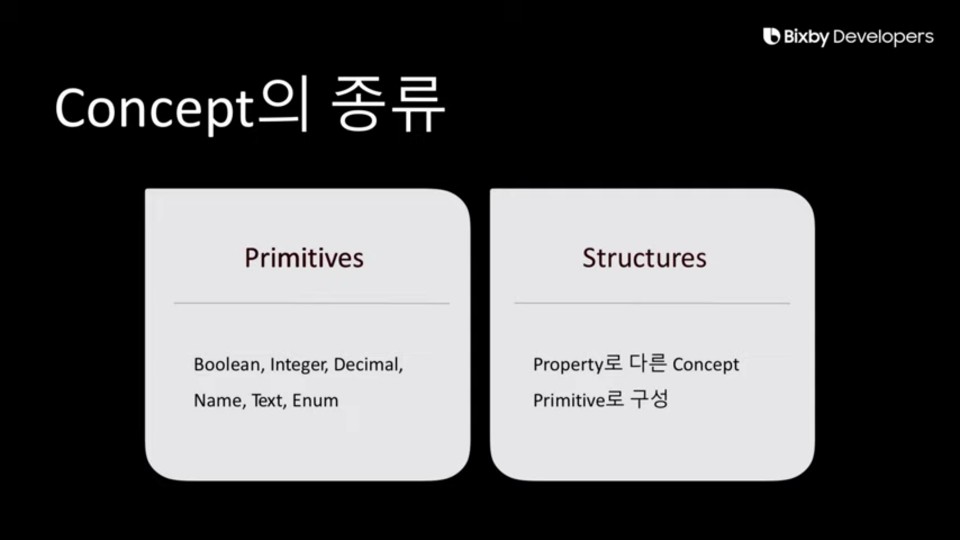 Bixby Developers
Concept의 종류
Primitives
Boolean, Integer, Decimal,
Name, Text, Enum
Structures
Property로 다른 Concept
Primitive로 구성